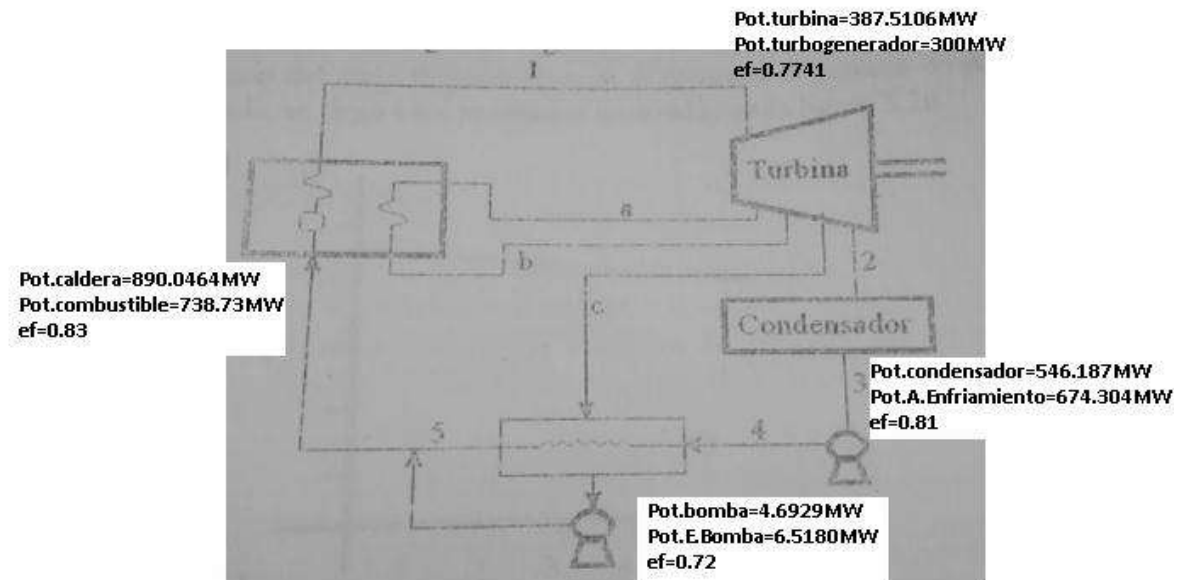 Pot.turbina=387.5106MW
Pot.turbogenerador=300MW
ef=0.7741
1
Turbina
a
b
2
Pot.caldera=890.0464MW
Pot.combustible=738.73MW
ef=0.83
c
Condensador
Pot.condensador=546.187MW
Pot.A.Enfriamiento=674.304MW
ef=0.81
5
4
Pot.bomba=4.6929MW
Pot.E.Bomba=6.5180MW
ef=0.72